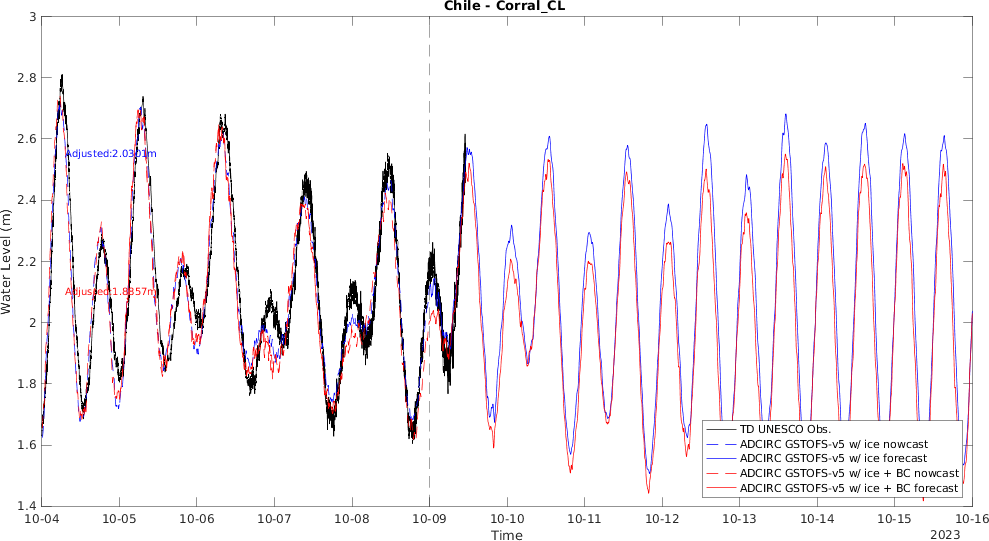 Chile - Corral_CL
Water Level (m)
3
2.8
2.6
2.4
2.2
2
1.8
1.6
1.4
Adjusted:2.0301m
Adjusted:1.8357m
TD UNESCO Obs.
ADCIRC GSTOFS-v5 w/ ice nowcast
ADCIRC GSTOFS-v5 w/ ice forecast
ADCIRC GSTOFS-v5 w/ ice + BC nowcast
ADCIRC GSTOFS-v5 w/ ice + BC forecast
10-04 10-05 10-06 10-07 10-08 10-09 10-10 10-11 10-12 10-13 10-14 10-15 10-16
Time
2023